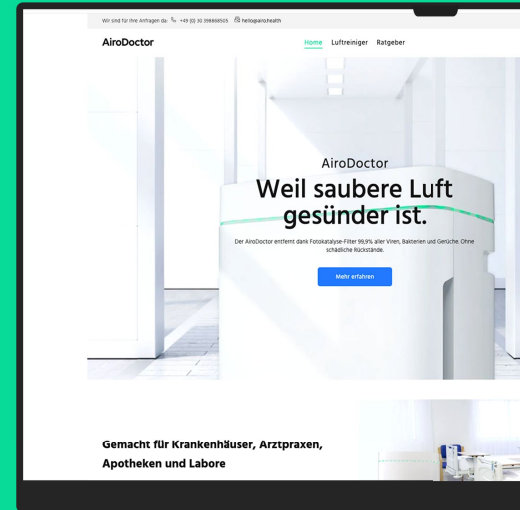 Wir sind für Ihre Anfragen da: +49 (0) 30 398868505 hello@airo.health
AiroDoctor
Home Luftreiniger Ratgeber
AiroDoctor
Weil saubere Luft
gesünder ist.
Der AiroDoctor entfernt dank Fotokatalyse-Filter 99,9% aller Viren, Bakterien und Gerüche. Ohne
schädliche Rückstände.
Mehr erfahren
Gemacht für Krankenhäuser, Arztpraxen,
Apotheken und Labore